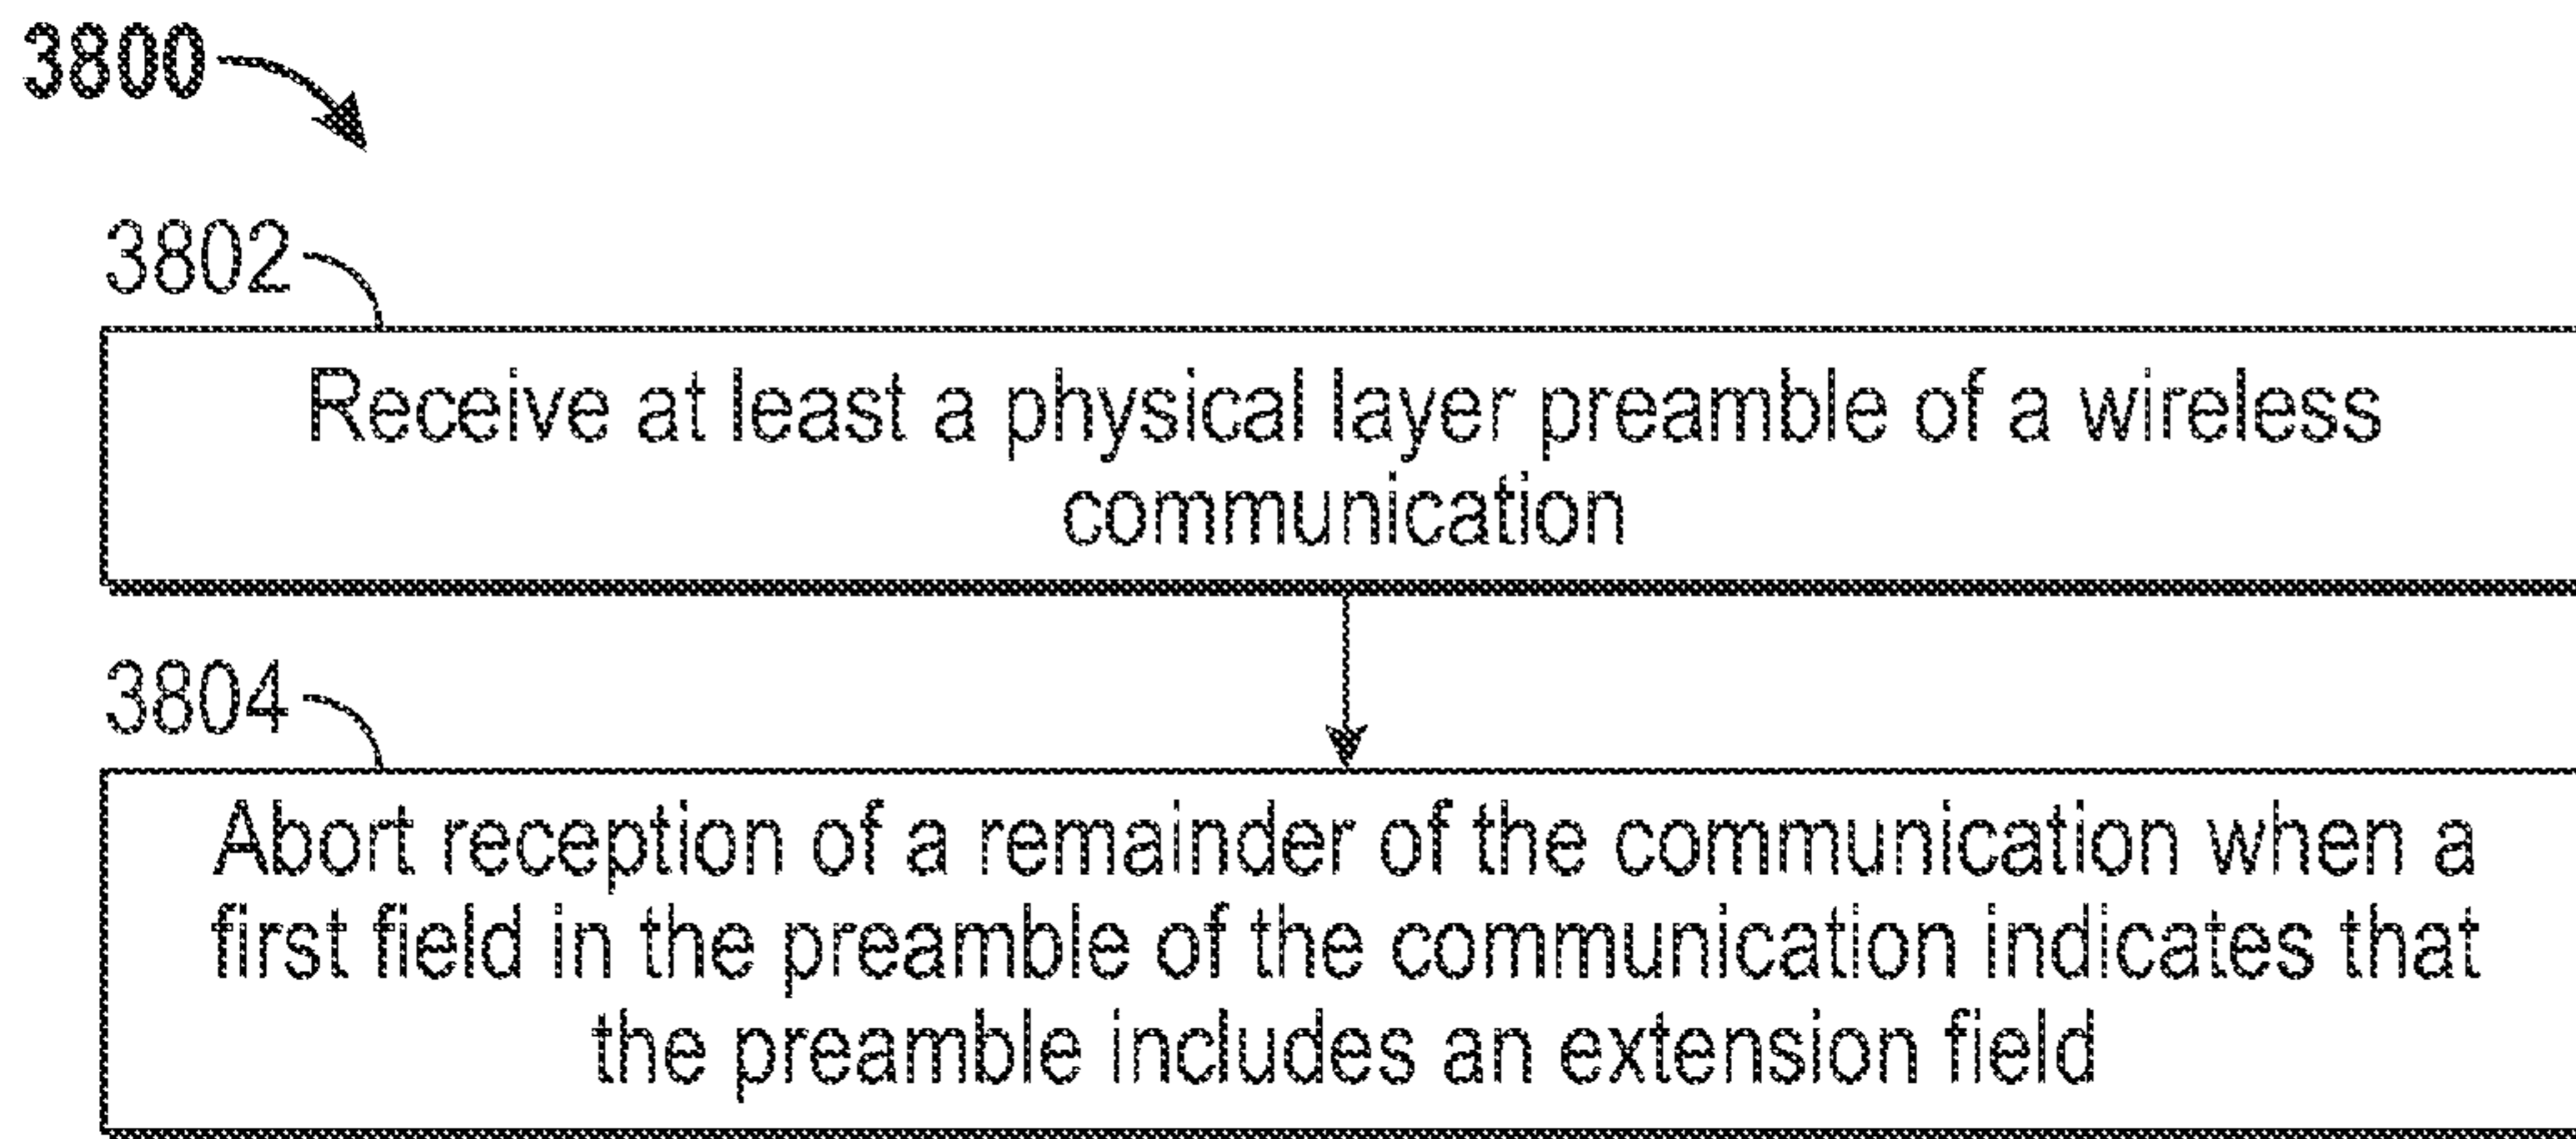 3800
3802
Receive at least a physical layer preamble of a wireless
communication
3804
Abort reception of a remainder of the communication when a
first field in the preamble of the communication indicates that
the preamble includes an extension field